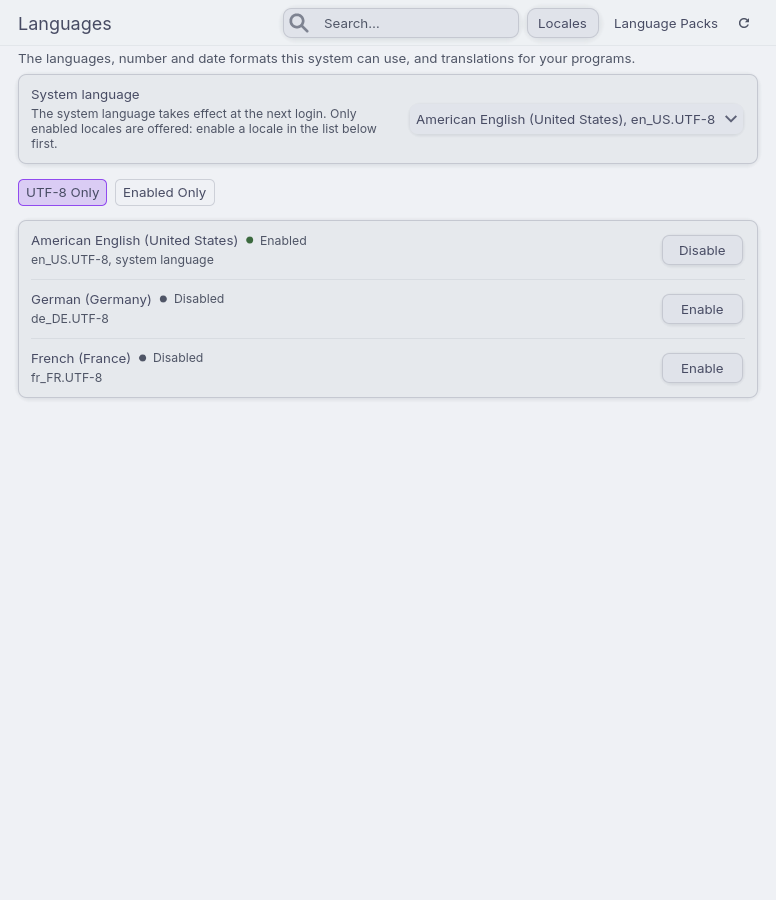 Languages
Search...
Locales
Language Packs
The languages, number and date formats this system can use, and translations for your programs.
System language
The system language takes effect at the next login. Only
enabled locales are offered: enable a locale in the list below
first.
American English (United States), en_US.UTF-8
UTF-8 Only
Enabled Only
American English (United States)
Enabled
en_US.UTF-8, system language
Disable
German (Germany)
Disabled
de_DE.UTF-8
Enable
French (France)
Disabled
fr_FR.UTF-8
Enable